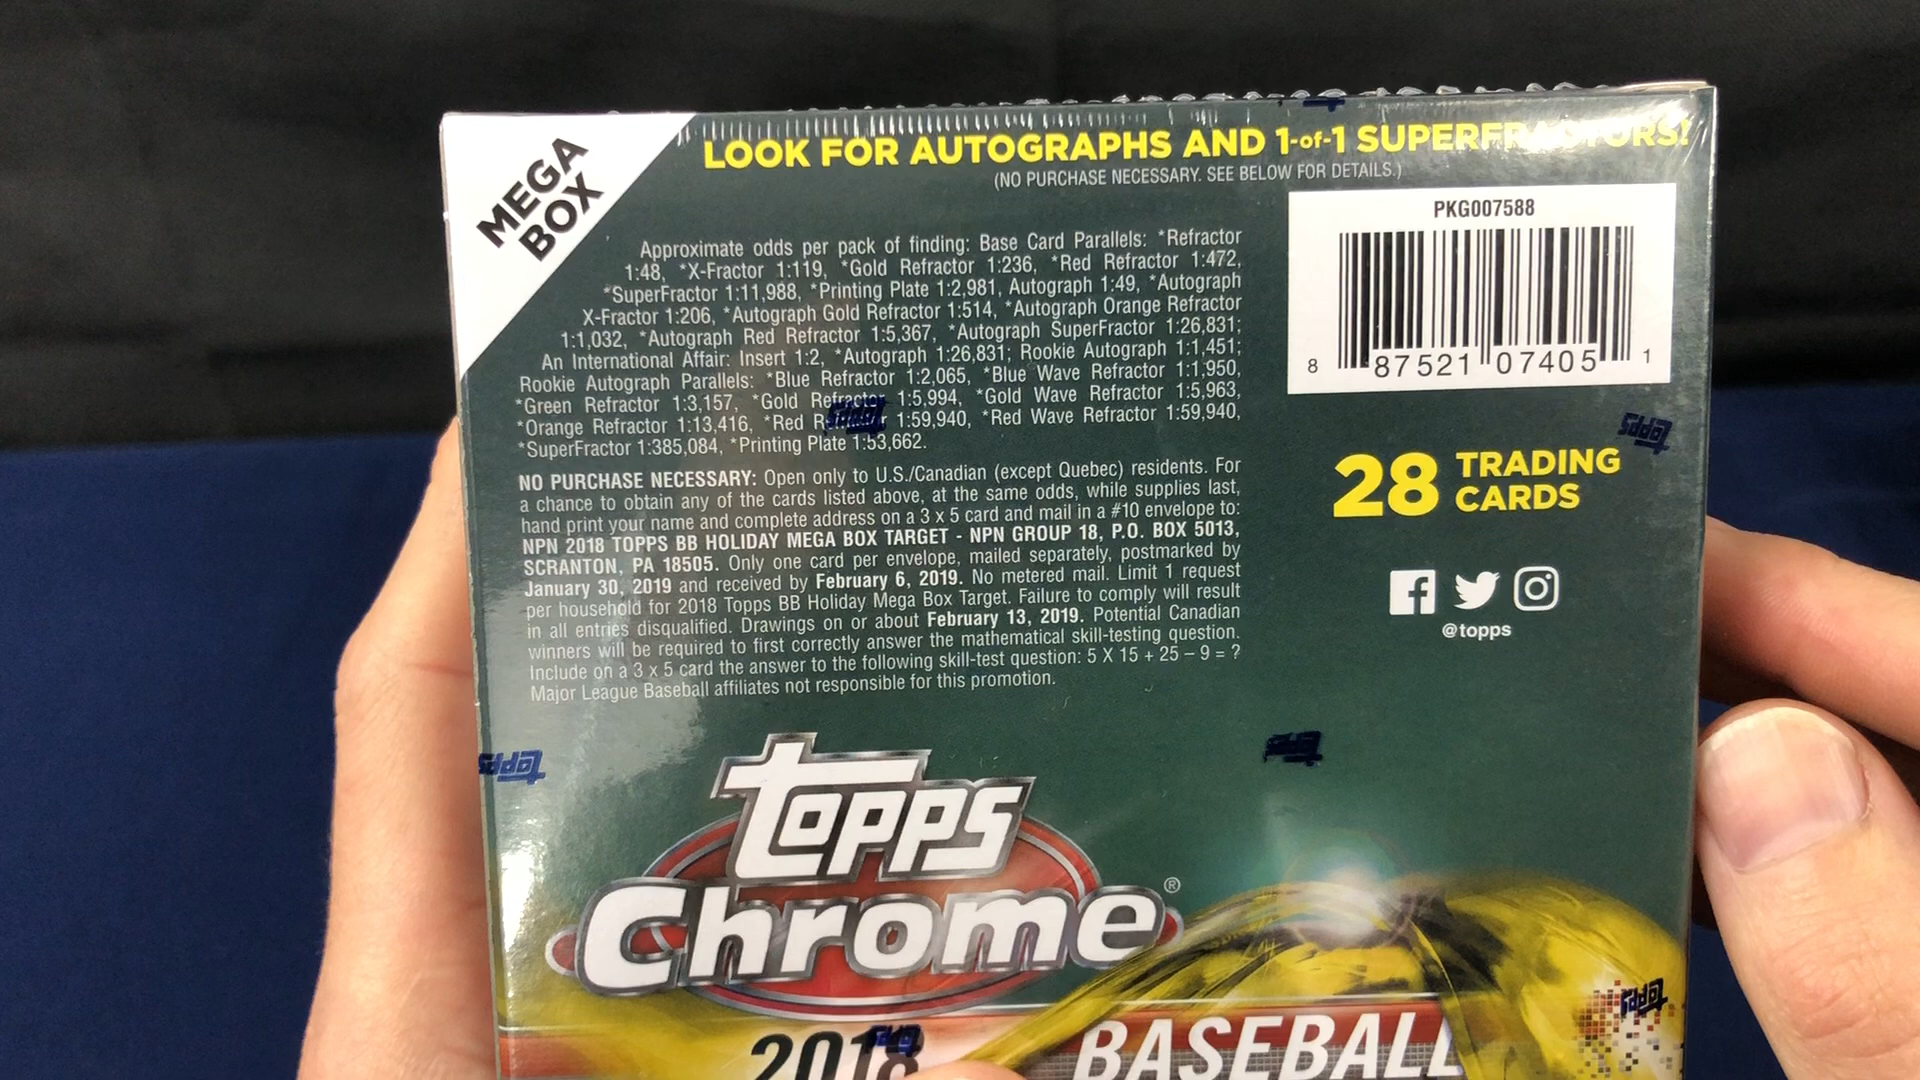 MEGA
BOX
LOOK FOR AUTOGRAPHS AND 1-of-1 SUPERFRACTORS!
(NO PURCHASE NECESSARY. SEE BELOW FOR DETAILS.)
PKG007588
8 87521 07405 1
Approximate odds per pack of finding: Base Card Parallels: *Refractor
1:48, *X-Fractor 1:119, *Gold Refractor 1:236, *Red Refractor 1:472,
*SuperFractor 1:11,988, *Printing Plate 1:2,981, Autograph 1:49, *Autograph
X-Fractor 1:206, *Autograph Gold Refractor 1:514, *Autograph Orange Refractor
1:1,032, *Autograph Red Refractor 1:5,367, *Autograph SuperFractor 1:26,831;
An International Affair: Insert 1:2, *Autograph 1:26,831; Rookie Autograph 1:1,451;
Rookie Autograph Parallels: *Blue Refractor 1:2,065, *Blue Wave Refractor 1:1,950,
*Green Refractor 1:3,157, *Gold Refractor 1:5,994, *Gold Wave Refractor 1:5,963,
*Orange Refractor 1:13,416, *Red Refractor 1:59,940, *Red Wave Refractor 1:59,940,
*SuperFractor 1:385,084, *Printing Plate 1:53,662.
NO PURCHASE NECESSARY: Open only to U.S./Canadian (except Quebec) residents. For
a chance to obtain any of the cards listed above, at the same odds, while supplies last,
hand print your name and complete address on a 3 x 5 card and mail in a #10 envelope to:
NPN 2018 TOPPS BB HOLIDAY MEGA BOX TARGET - NPN GROUP 18, P.O. BOX 5013,
SCRANTON, PA 18505. Only one card per envelope, mailed separately, postmarked by
January 30, 2019 and received by February 6, 2019. No metered mail. Limit 1 request
per household for 2018 Topps BB Holiday Mega Box Target. Failure to comply will result
in all entries disqualified. Drawings on or about February 13, 2019. Potential Canadian
winners will be required to first correctly answer the mathematical skill-testing question.
Include on a 3 x 5 card the answer to the following skill-test question: 5 X 15 + 25 – 9 = ?
Major League Baseball affiliates not responsible for this promotion.
28 TRADING
CARDS
@topps
topps
topps
topps
topps
topps
topps
topps
Chrome®
2018 BASEBALL